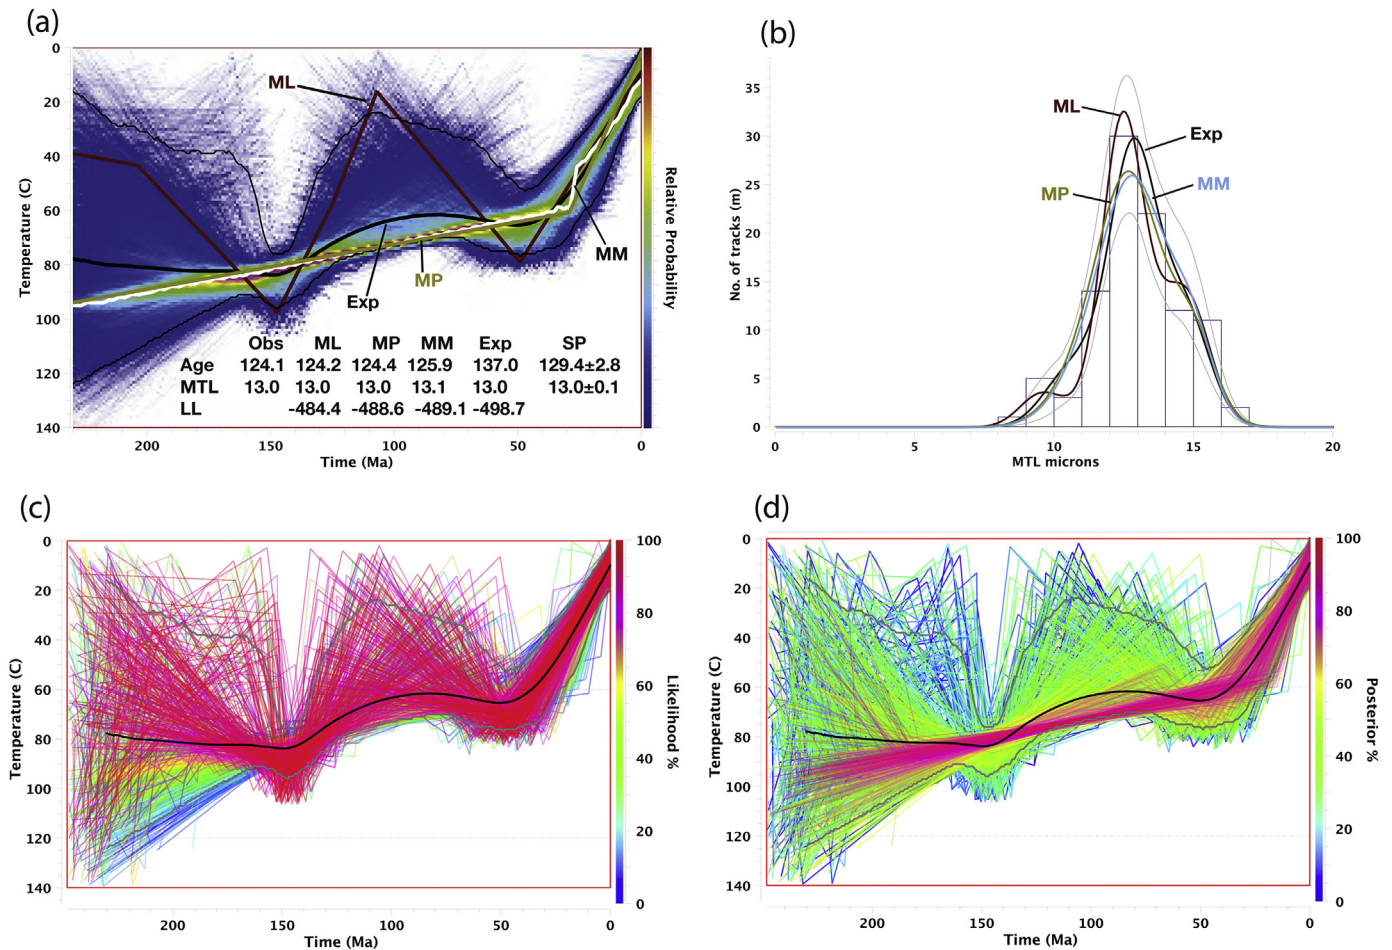 (a)
0
20
40
60
80
100
120
140
Temperature (C)
ML
Exp
MP
MM
Obs ML MP MM Exp SP
Age 124.1 124.2 124.4 125.9 137.0 129.4±2.8
MTL 13.0 13.0 13.0 13.1 13.0 13.0±0.1
LL -484.4 -488.6 -489.1 -498.7
200 150 100 50 0
Time (Ma)
Relative Probability
(b)
35
30
25
20
15
10
5
0
No. of tracks (m)
ML
Exp
MP
MM
0 5 10 15 20
MTL microns
(c)
0
20
40
60
80
100
120
140
Temperature (C)
200 150 100 50 0
Time (Ma)
100
80
60
40
20
0
Likelihood %
(d)
0
20
40
60
80
100
120
140
Temperature (C)
200 150 100 50 0
Time (Ma)
100
80
60
40
20
0
Posterior %